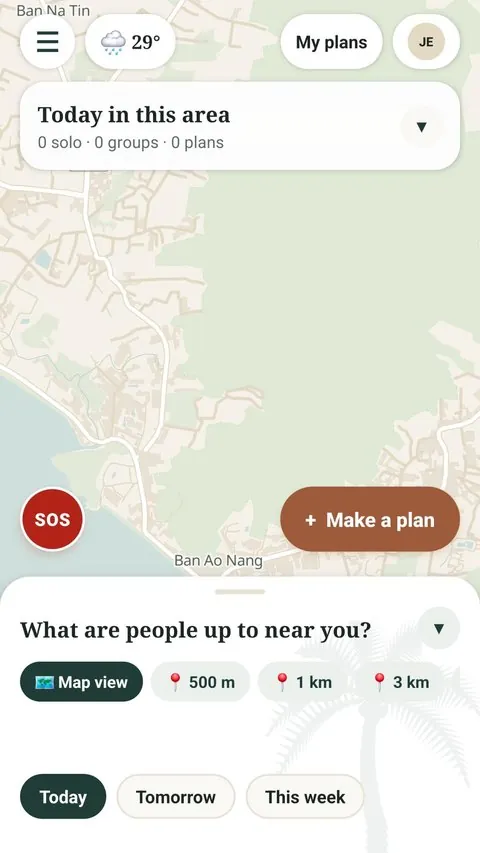 Ban Na Tin
29°
My plans
JE
Today in this area
0 solo · 0 groups · 0 plans
SOS
+ Make a plan
Ban Ao Nang
What are people up to near you?
Map view
500 m
1 km
3 km
Today
Tomorrow
This week